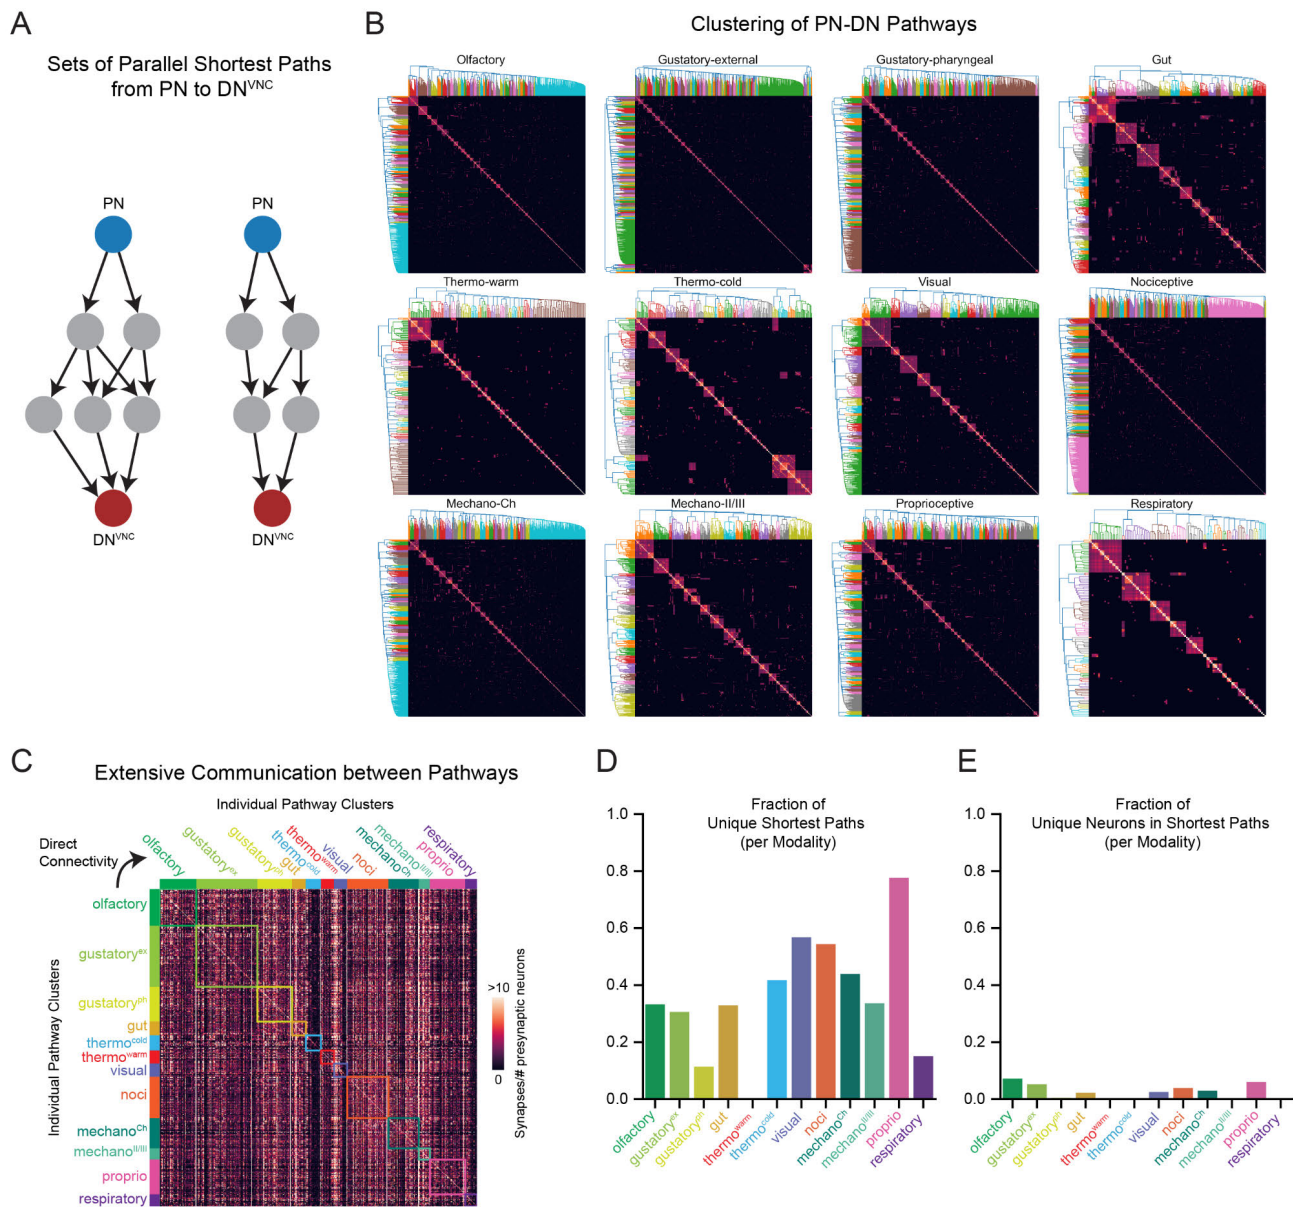 A
Sets of Parallel Shortest Paths
from PN to DN^VNC
PN
PN
DN^VNC
DN^VNC
B
Clustering of PN-DN Pathways
Olfactory
Gustatory-external
Gustatory-pharyngeal
Gut
Thermo-warm
Thermo-cold
Visual
Nociceptive
Mechano-Ch
Mechano-II/III
Proprioceptive
Respiratory
C
Extensive Communication between Pathways
Individual Pathway Clusters
Direct
Connectivity
olfactory
gustatory^ex
gustatory^ph
gut
thermo^cold
thermo^warm
visual
noci
mechano^Ch
mechano^II/III
proprio
respiratory
Individual Pathway Clusters
olfactory
gustatory^ex
gustatory^ph
gut
thermo^cold
thermo^warm
visual
noci
mechano^Ch
mechano^II/III
proprio
respiratory
>10
0
Synapses/# presynaptic neurons
D
Fraction of
Unique Shortest Paths
(per Modality)
1.0
0.8
0.6
0.4
0.2
0.0
olfactory
gustatory^ex
gustatory^ph
gut
thermo^warm
thermo^cold
visual
noci
mechano^Ch
mechano^II/III
proprio
respiratory
E
Fraction of
Unique Neurons in Shortest Paths
(per Modality)
1.0
0.8
0.6
0.4
0.2
0.0
olfactory
gustatory^ex
gustatory^ph
gut
thermo^warm
thermo^cold
visual
noci
mechano^Ch
mechano^II/III
proprio
respiratory